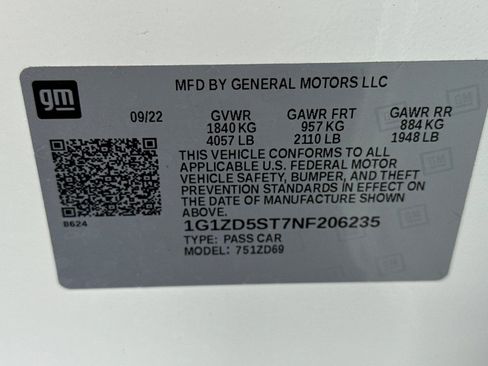 gm
MFD BY GENERAL MOTORS LLC
09/22 GVWR GAWR FRT GAWR RR
1840 KG 957 KG 884 KG
4057 LB 2110 LB 1948 LB
THIS VEHICLE CONFORMS TO ALL
APPLICABLE U.S. FEDERAL MOTOR
VEHICLE SAFETY, BUMPER, AND THEFT
PREVENTION STANDARDS IN EFFECT ON
THE DATE OF MANUFACTURE SHOWN
ABOVE.
8624
1G1ZD5ST7NF206235
TYPE: PASS CAR
MODEL: 751ZD69